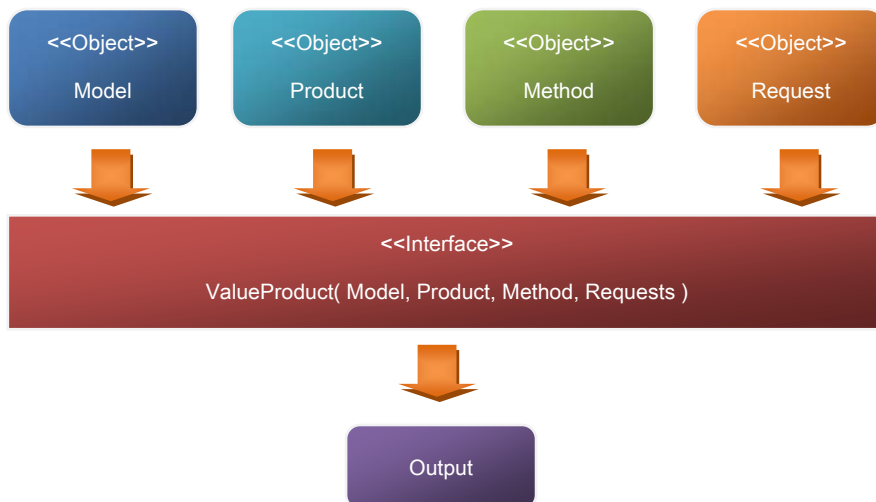 <<Object>>
Model
<<Object>>
Product
<<Object>>
Method
<<Object>>
Request
<<Interface>>
ValueProduct( Model, Product, Method, Requests )
Output